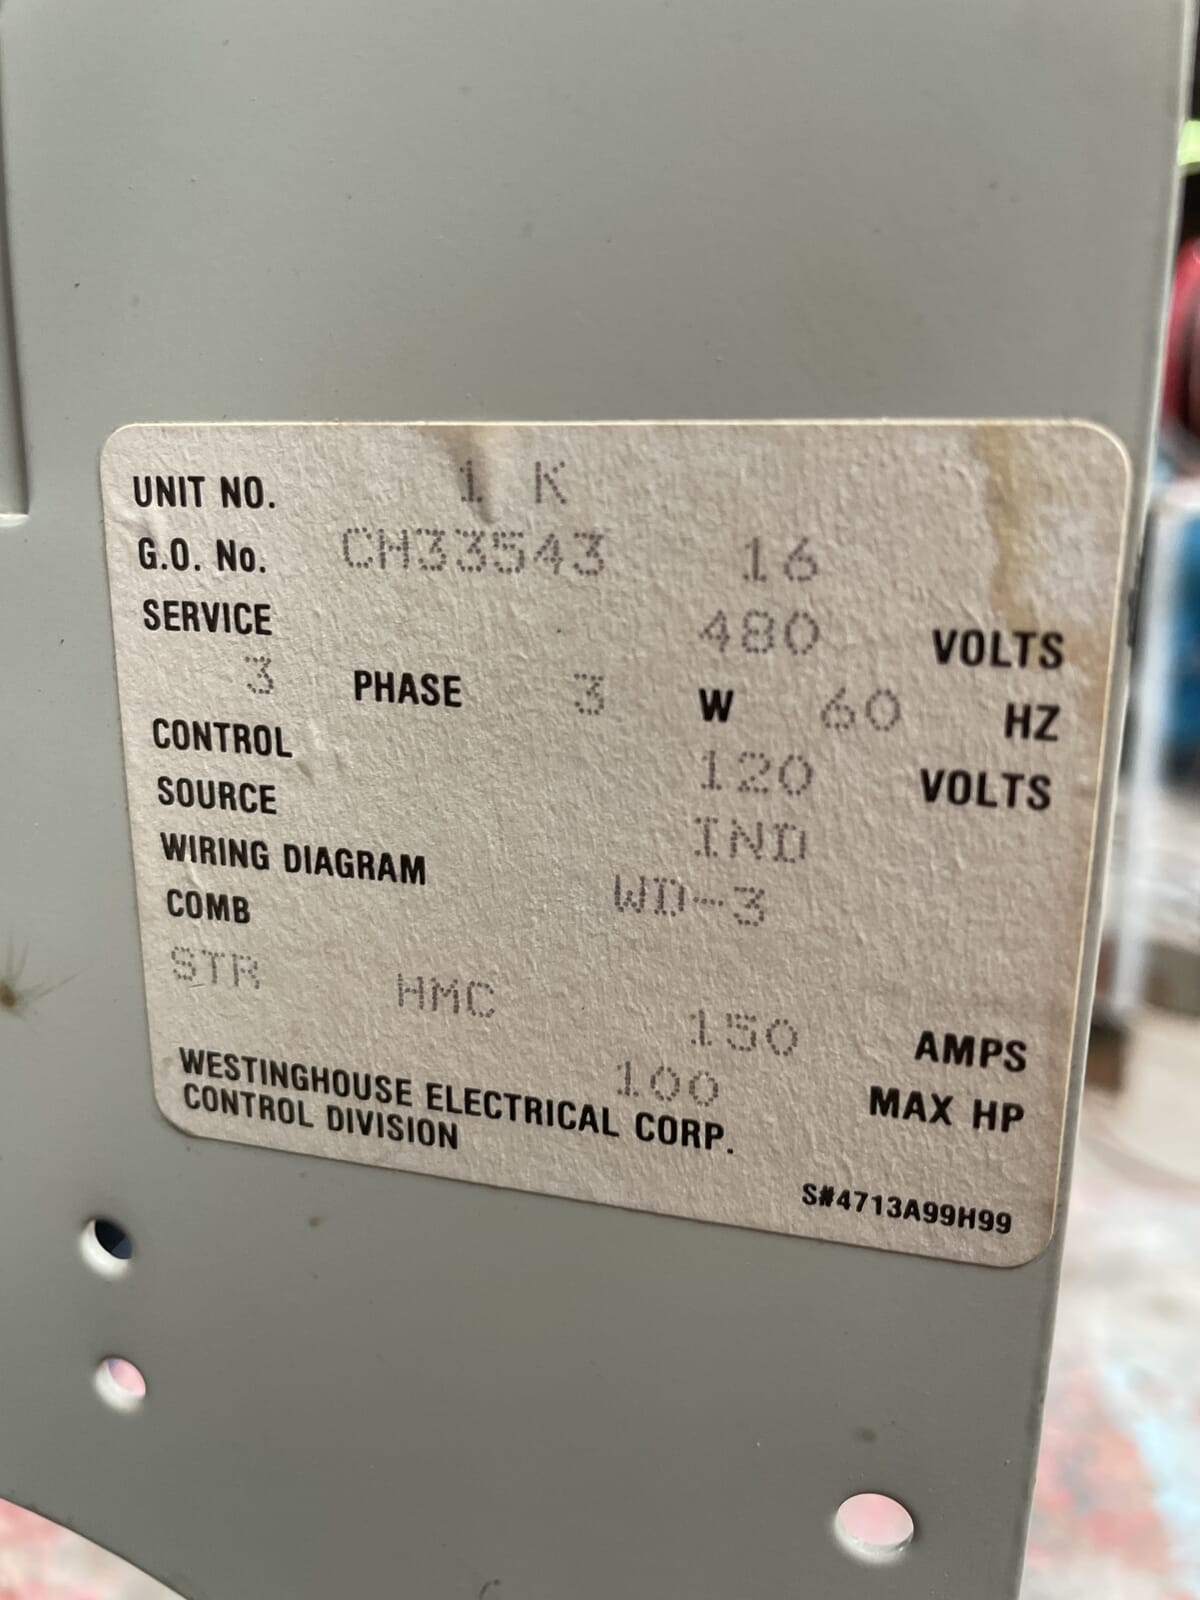 UNIT NO. 1 K
G.O. No. CH33543 16
SERVICE 480 VOLTS
3 PHASE 3 W 60 HZ
CONTROL 120 VOLTS
SOURCE IND
WIRING DIAGRAM WD-3
COMB
STR HMC 150 AMPS
100 MAX HP
WESTINGHOUSE ELECTRICAL CORP.
CONTROL DIVISION
S#4713A99H99